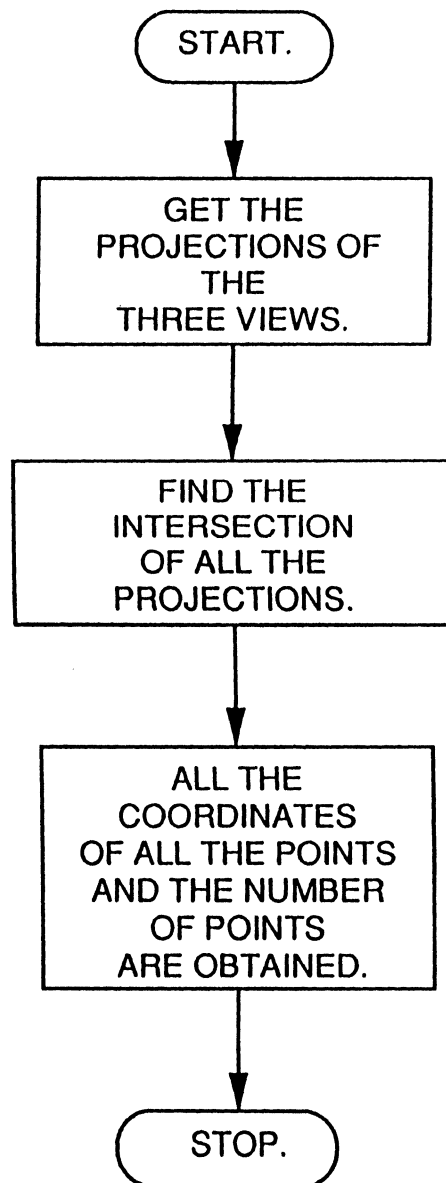 START.
GET THE
PROJECTIONS OF
THE
THREE VIEWS.
FIND THE
INTERSECTION
OF ALL THE
PROJECTIONS.
ALL THE
COORDINATES
OF ALL THE POINTS
AND THE NUMBER
OF POINTS
ARE OBTAINED.
STOP.